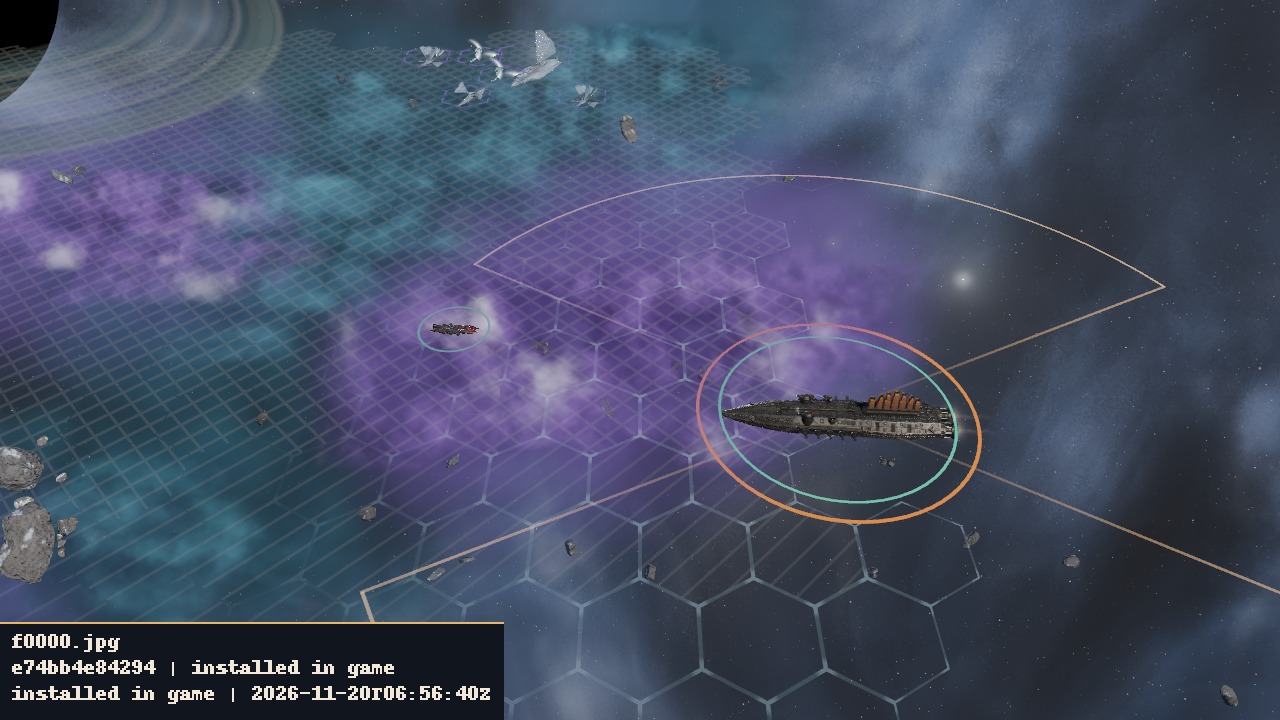 f0000.jpg
e74bb4e84294 | installed in game
installed in game | 2026-11-20T06:56:40z